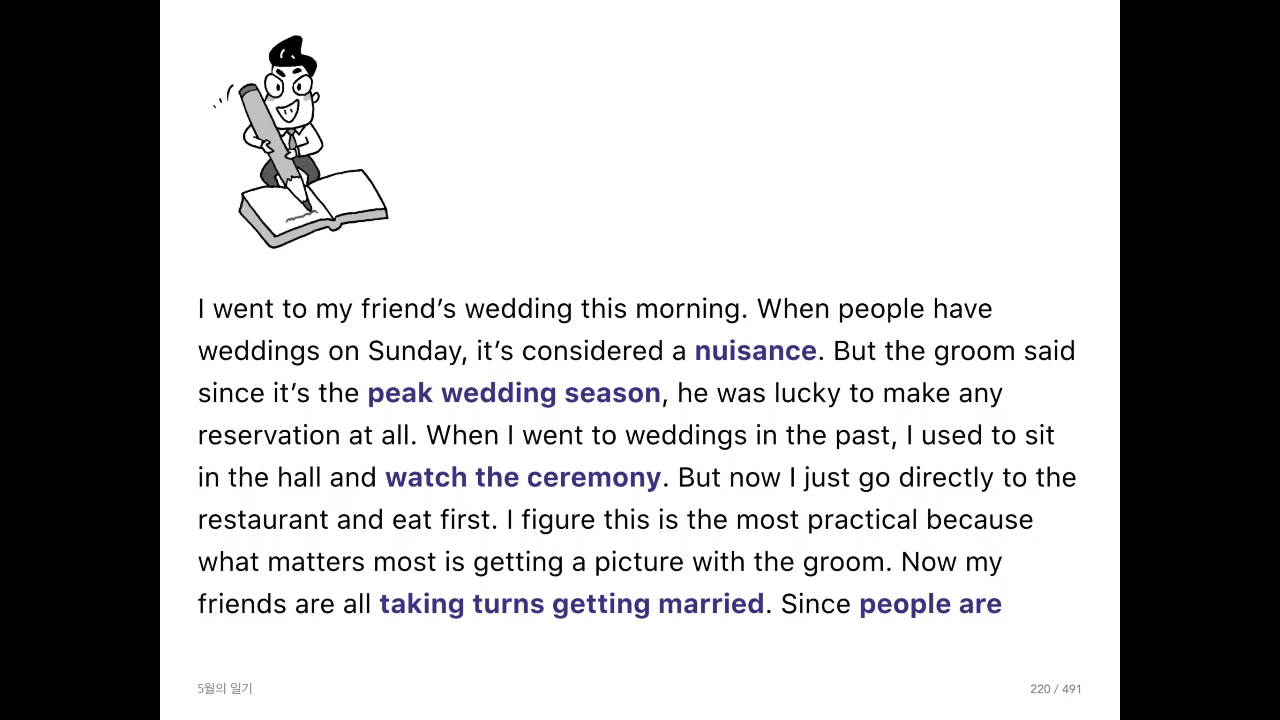 I went to my friend’s wedding this morning. When people have
weddings on Sunday, it’s considered a nuisance. But the groom said
since it’s the peak wedding season, he was lucky to make any
reservation at all. When I went to weddings in the past, I used to sit
in the hall and watch the ceremony. But now I just go directly to the
restaurant and eat first. I figure this is the most practical because
what matters most is getting a picture with the groom. Now my
friends are all taking turns getting married. Since people are
5월의 일기
220 / 491